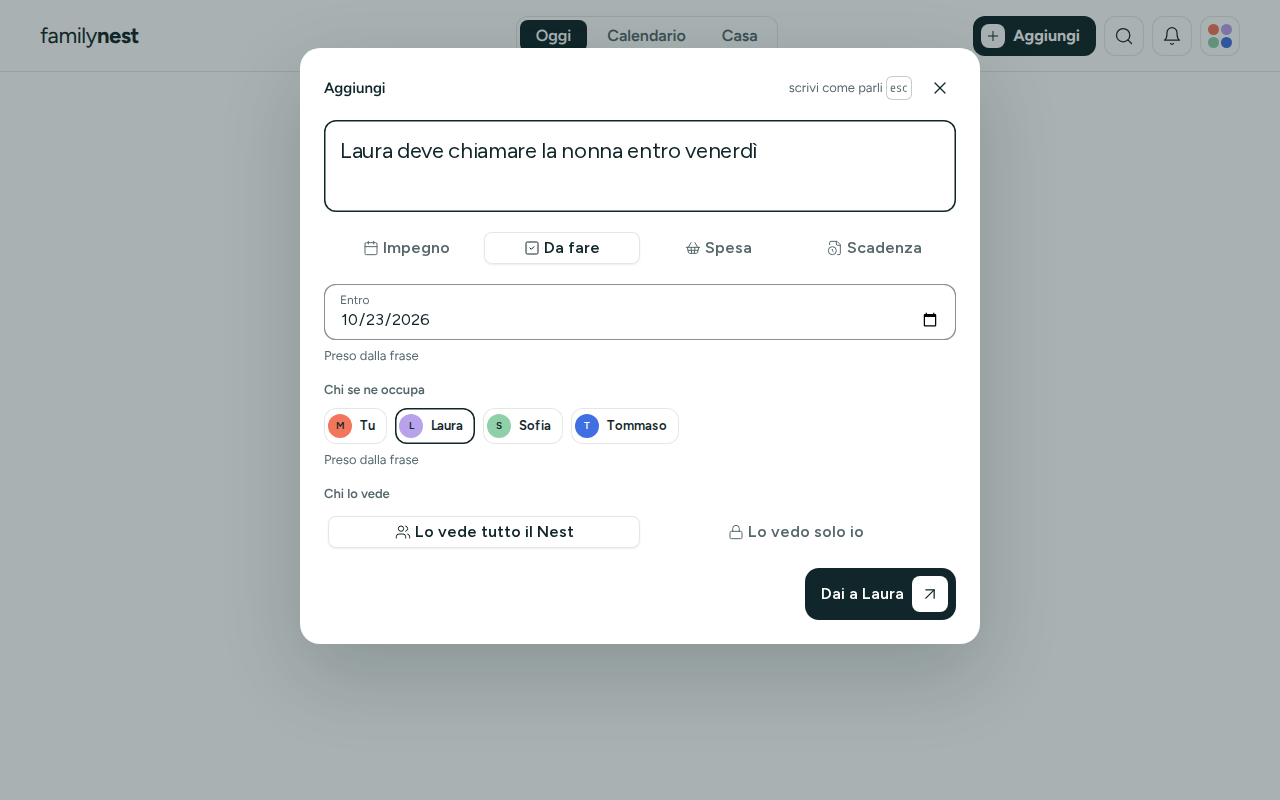 familynest
Oggi Calendario Casa
Aggiungi
Aggiungi
scrivi come parli esc
Laura deve chiamare la nonna entro venerdì
Impegno Da fare Spesa Scadenza
Entro
10/23/2026
Preso dalla frase
Chi se ne occupa
M Tu L Laura S Sofia T Tommaso
Preso dalla frase
Chi lo vede
Lo vede tutto il Nest Lo vedo solo io
Dai a Laura